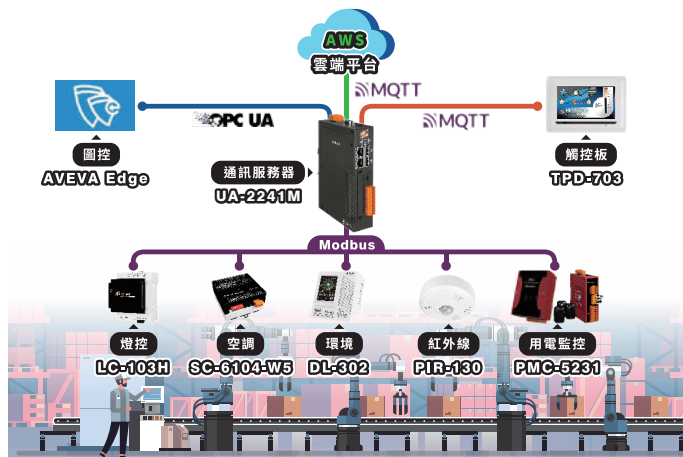 AWS
雲端平台
MQTT
OPC UA
MQTT
圖控
AVEVA Edge
通訊服務器
UA-2241M
觸控板
TPD-703
Modbus
燈控
LC-103H
空調
SC-6104-W5
環境
DL-302
紅外線
PIR-130
用電監控
PMC-5231